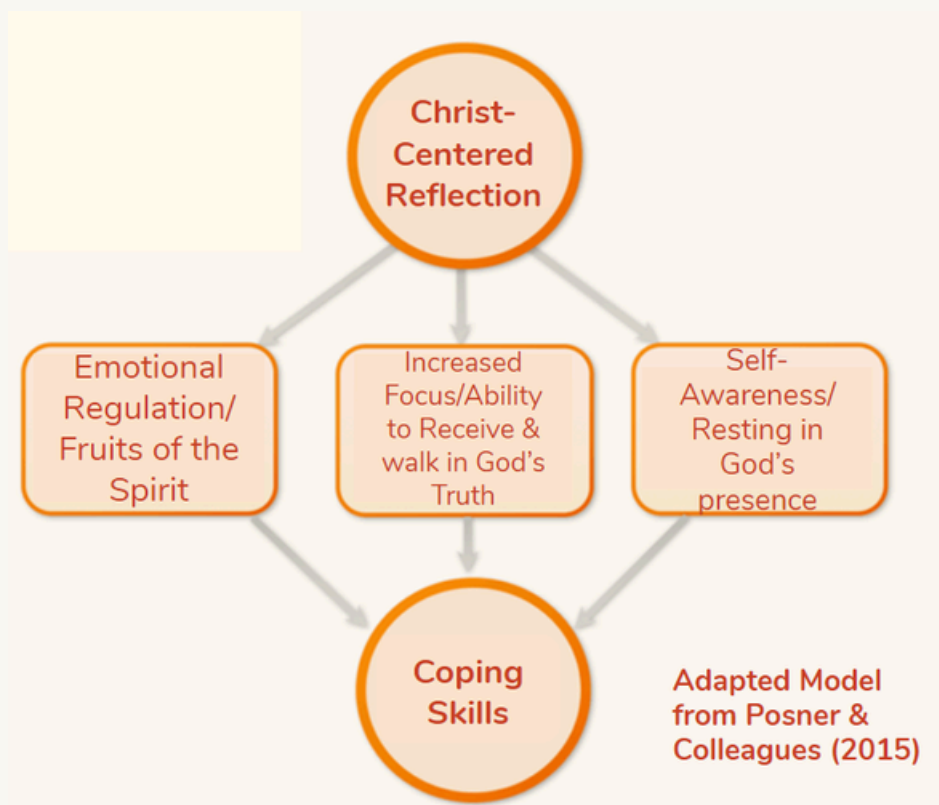 Christ-
Centered
Reflection
Emotional
Regulation/
Fruits of the
Spirit
Increased
Focus/Ability
to Receive &
walk in God's
Truth
Self-
Awareness/
Resting in
God's
presence
Coping
Skills
Adapted Model
from Posner &
Colleagues (2015)